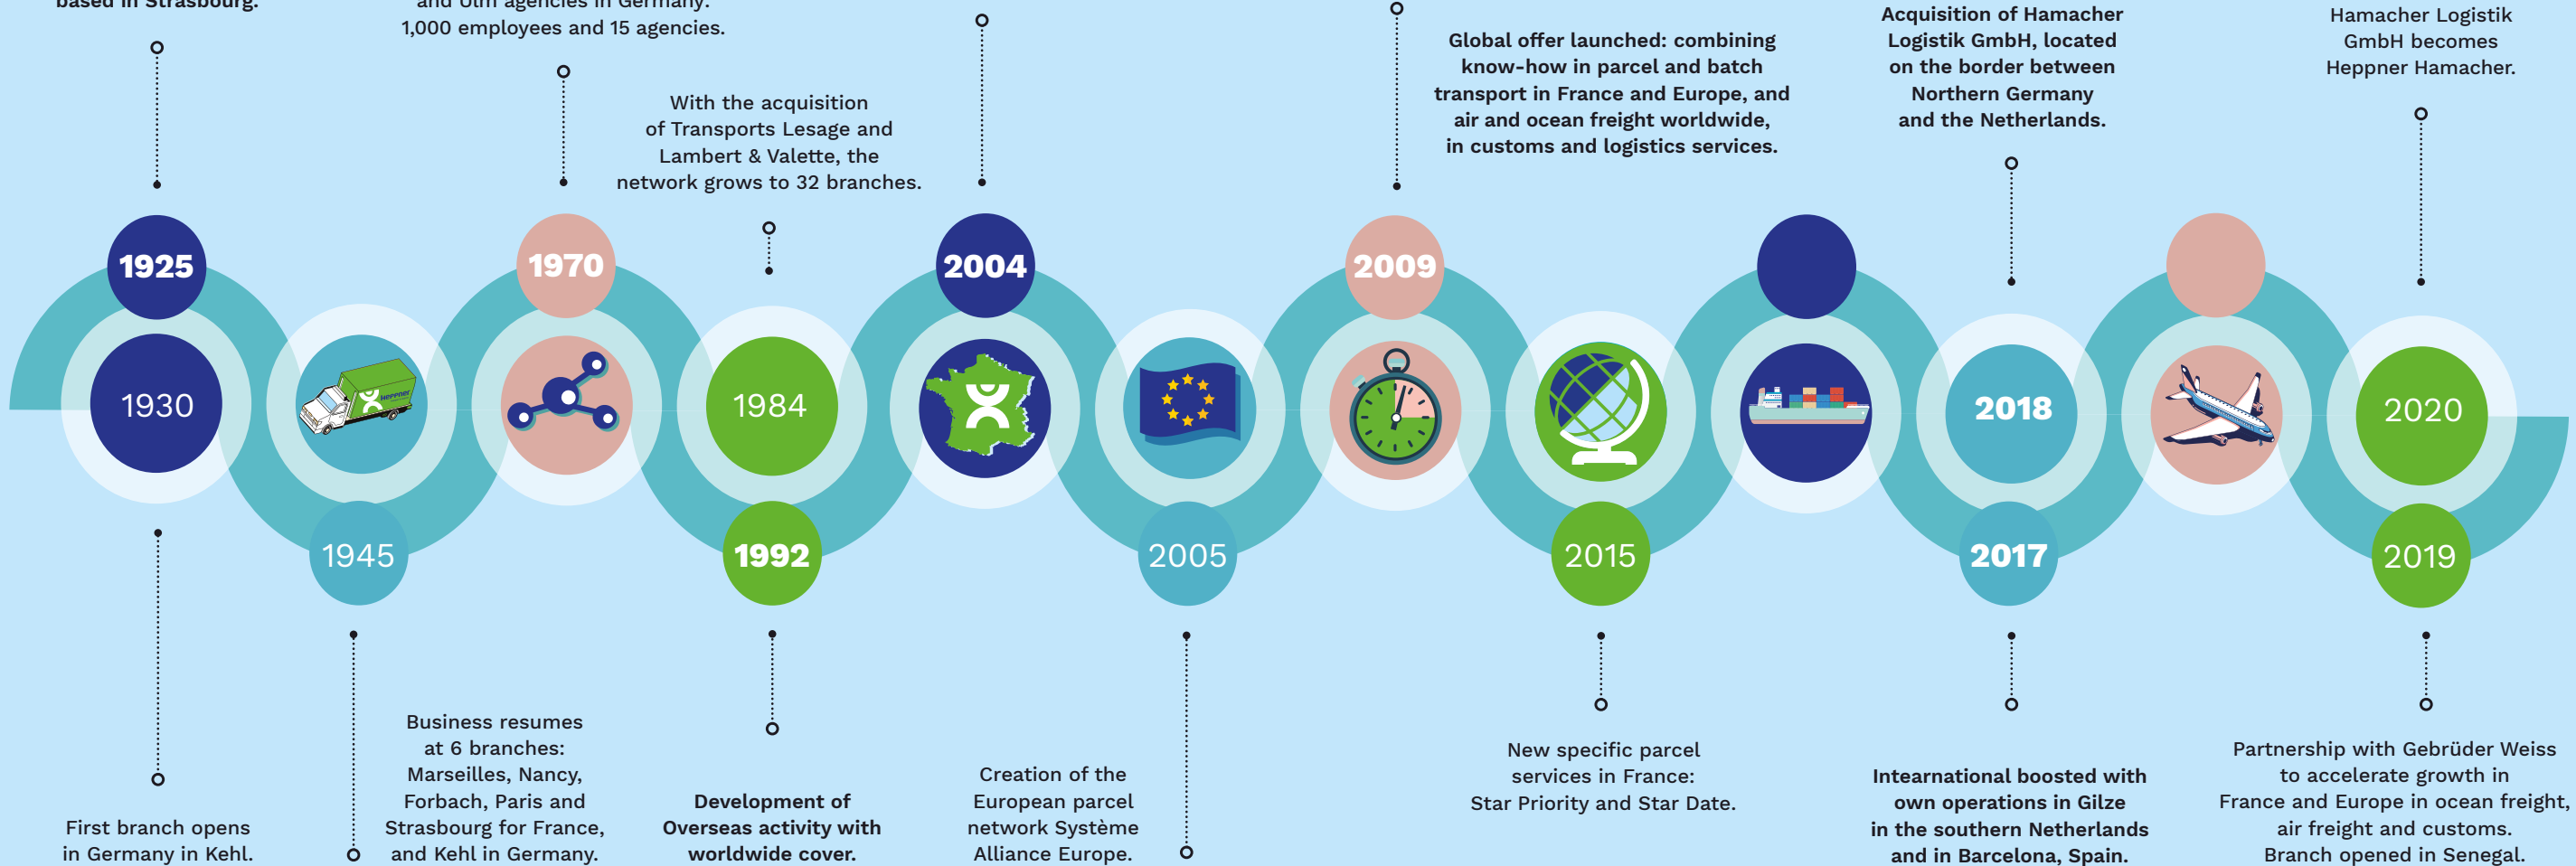 based in Strasbourg.
and Ulm agencies in Germany.
1,000 employees and 15 agencies.
With the acquisition
of Transports Lesage and
Lambert & Valette, the
network grows to 32 branches.
Global offer launched: combining
know-how in parcel and batch
transport in France and Europe, and
air and ocean freight worldwide,
in customs and logistics services.
Acquisition of Hamacher
Logistik GmbH, located
on the border between
Northern Germany
and the Netherlands.
Hamacher Logistik
GmbH becomes
Heppner Hamacher.
1925
1970
2004
2009
1930
Heppner
1984
2018
2020
1945
1992
2005
2015
2017
2019
First branch opens
in Germany in Kehl.
Business resumes
at 6 branches:
Marseilles, Nancy,
Forbach, Paris and
Strasbourg for France,
and Kehl in Germany.
Development of
Overseas activity with
worldwide cover.
Creation of the
European parcel
network Système
Alliance Europe.
New specific parcel
services in France:
Star Priority and Star Date.
Intearnational boosted with
own operations in Gilze
in the southern Netherlands
and in Barcelona, Spain.
Partnership with Gebrüder Weiss
to accelerate growth in
France and Europe in ocean freight,
air freight and customs.
Branch opened in Senegal.